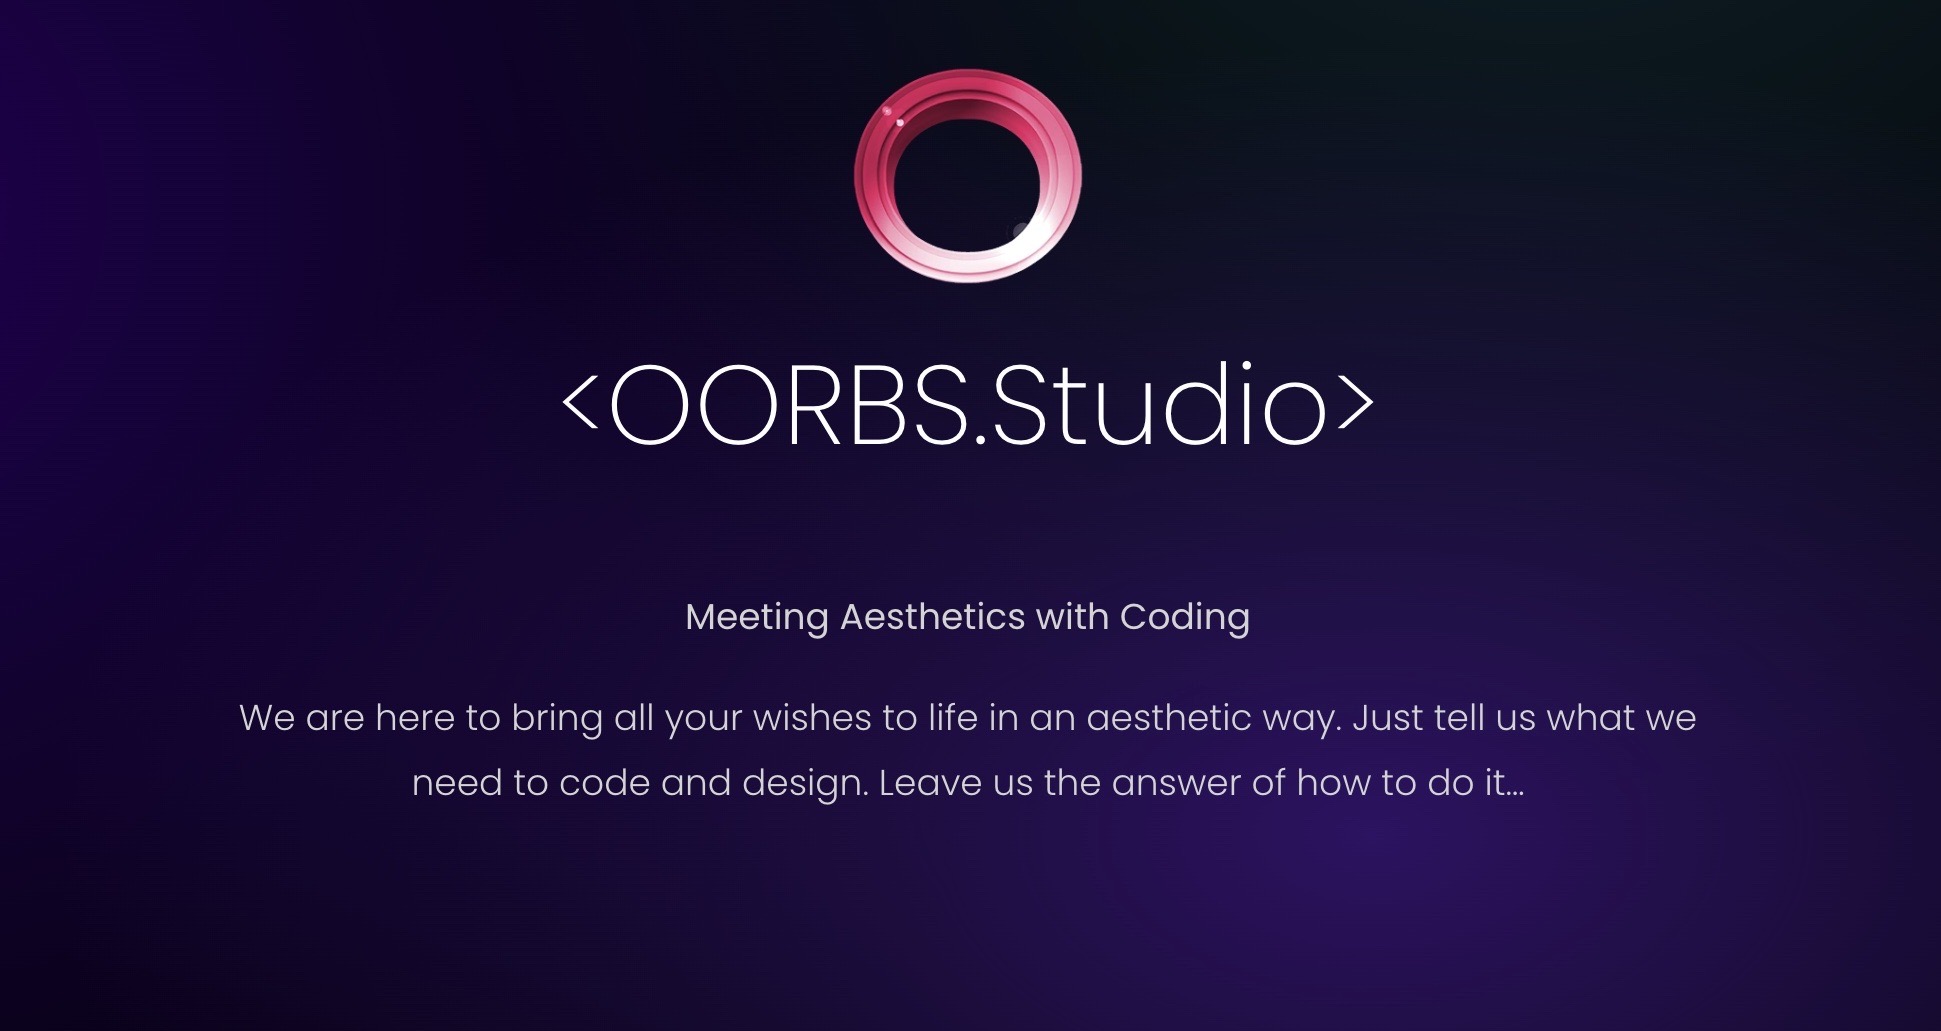 <OORBS.Studio>
Meeting Aesthetics with Coding
We are here to bring all your wishes to life in an aesthetic way. Just tell us what we
need to code and design. Leave us the answer of how to do it...